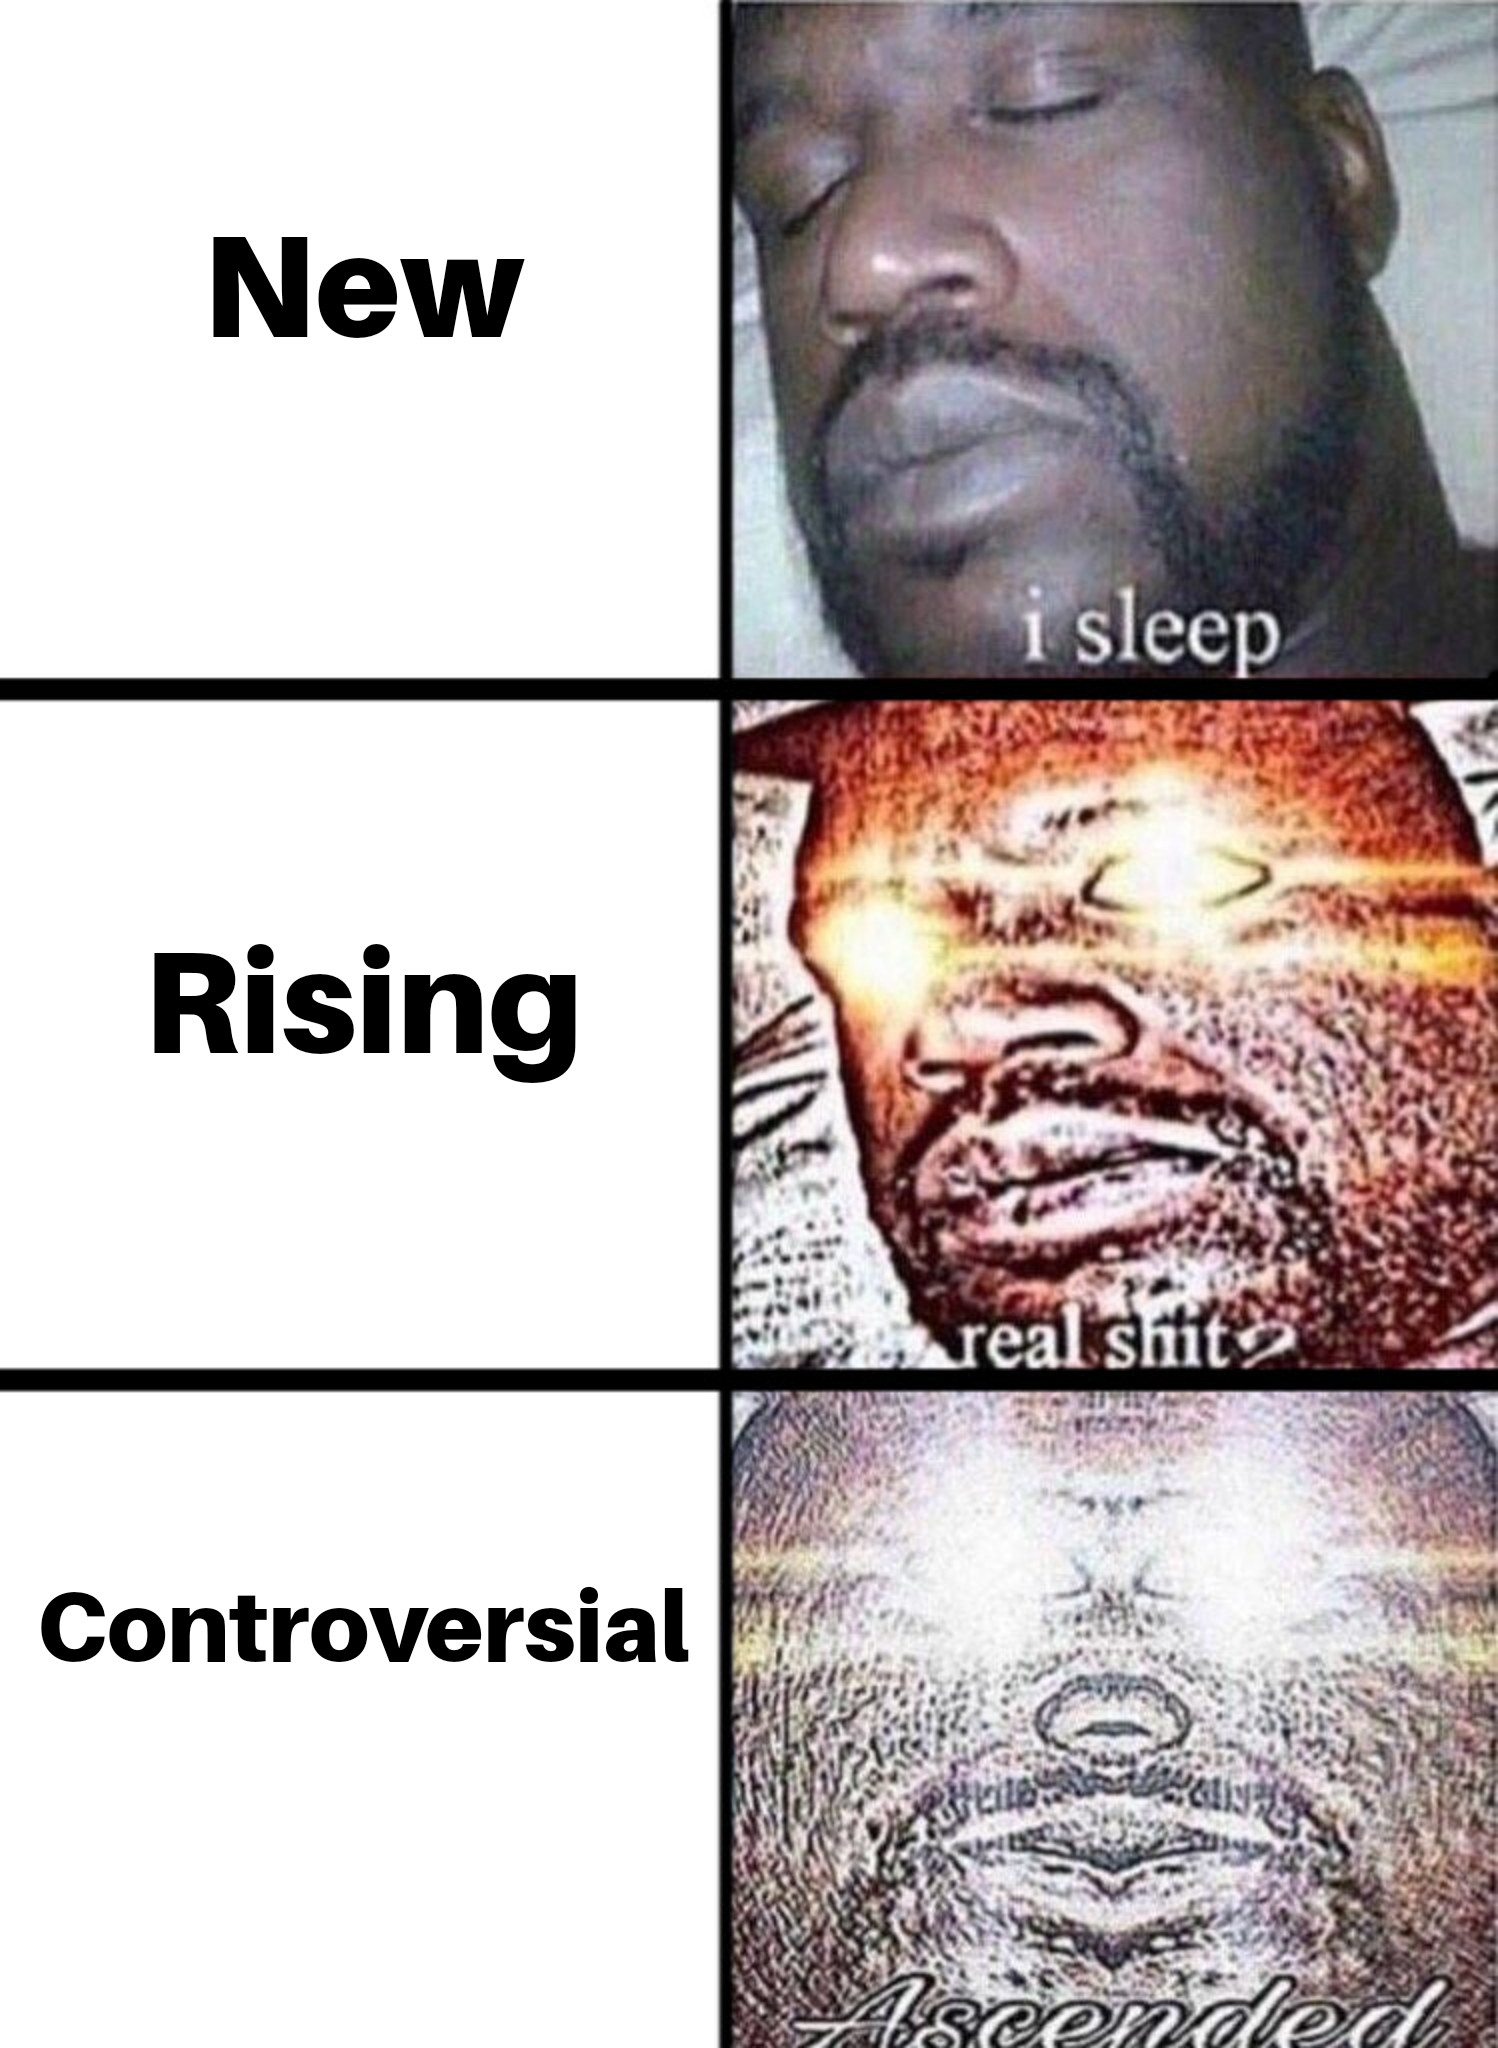 New
i sleep
Rising
real shit?
Controversial
Ascended